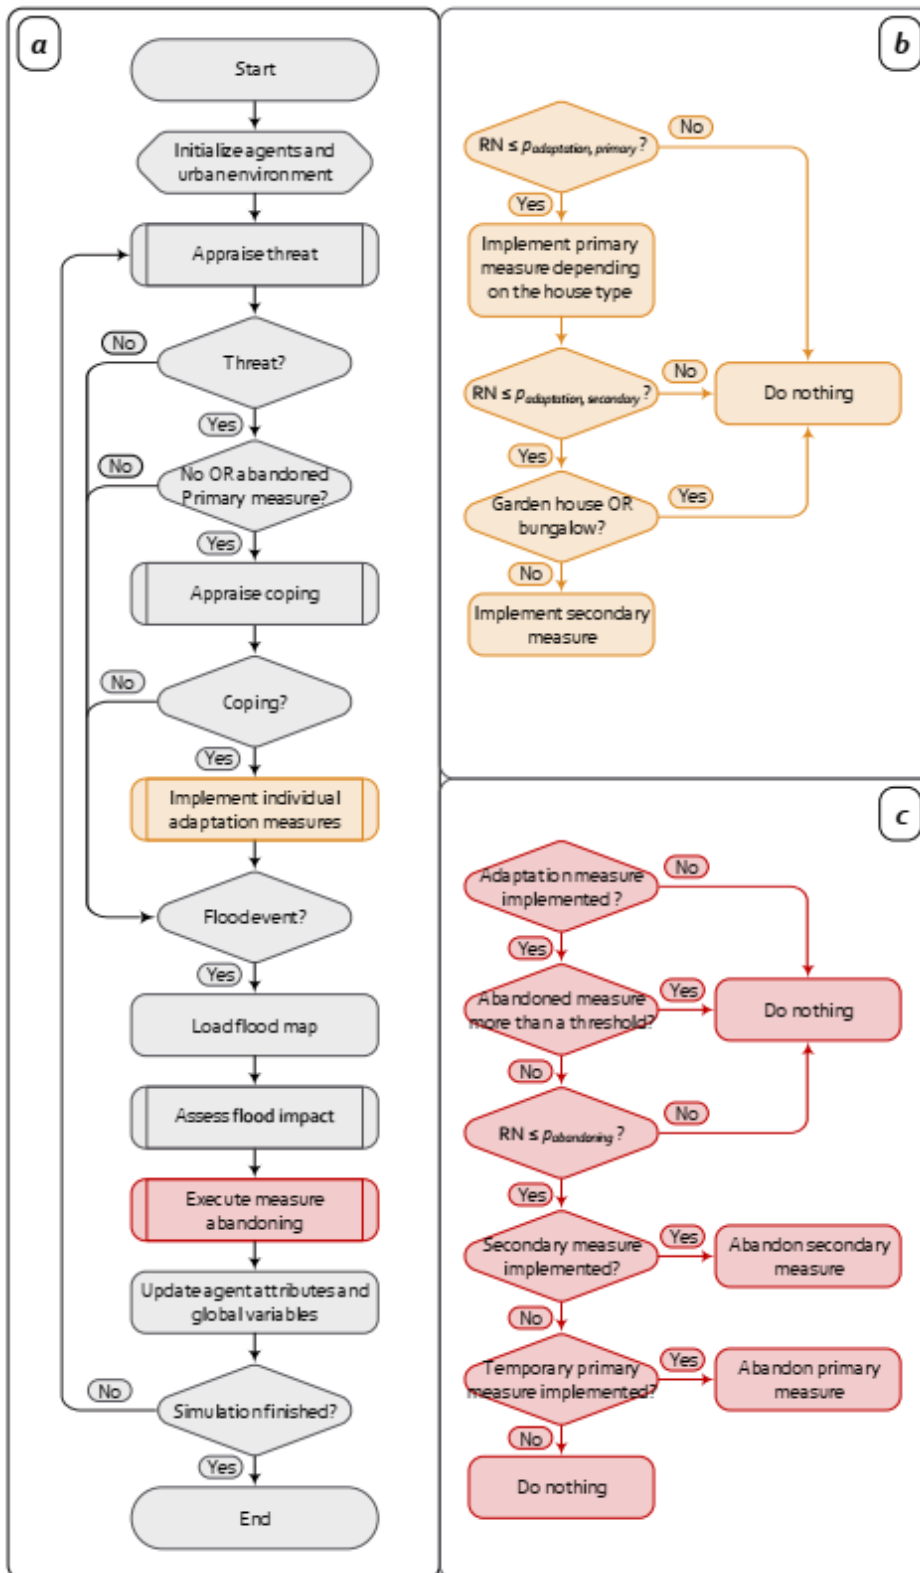 a
Start
Initialize agents and
urban environment
Appraise threat
No
Threat?
Yes
No
No OR abandoned
Primary measure?
Yes
Appraise coping
No
Coping?
Yes
Implement individual
adaptation measures
Flood event?
Yes
Load flood map
Assess flood impact
Execute measure
abandoning
Update agent attributes and
global variables
No
Simulation finished?
Yes
End
b
No
RN ≤ p adaptation, primary ?
Yes
Implement primary
measure depending
on the house type
No
RN ≤ p adaptation, secondary ?
Do nothing
Yes
Garden house OR
bungalow?
Yes
No
Implement secondary
measure
c
Adaptation measure
implemented ?
No
Yes
Abandoned measure
more than a threshold?
Yes
Do nothing
No
RN ≤ p abandoning ?
No
Yes
Secondary measure
implemented?
Yes
Abandon secondary
measure
No
Temporary primary
measure implemented?
Yes
Abandon primary
measure
No
Do nothing